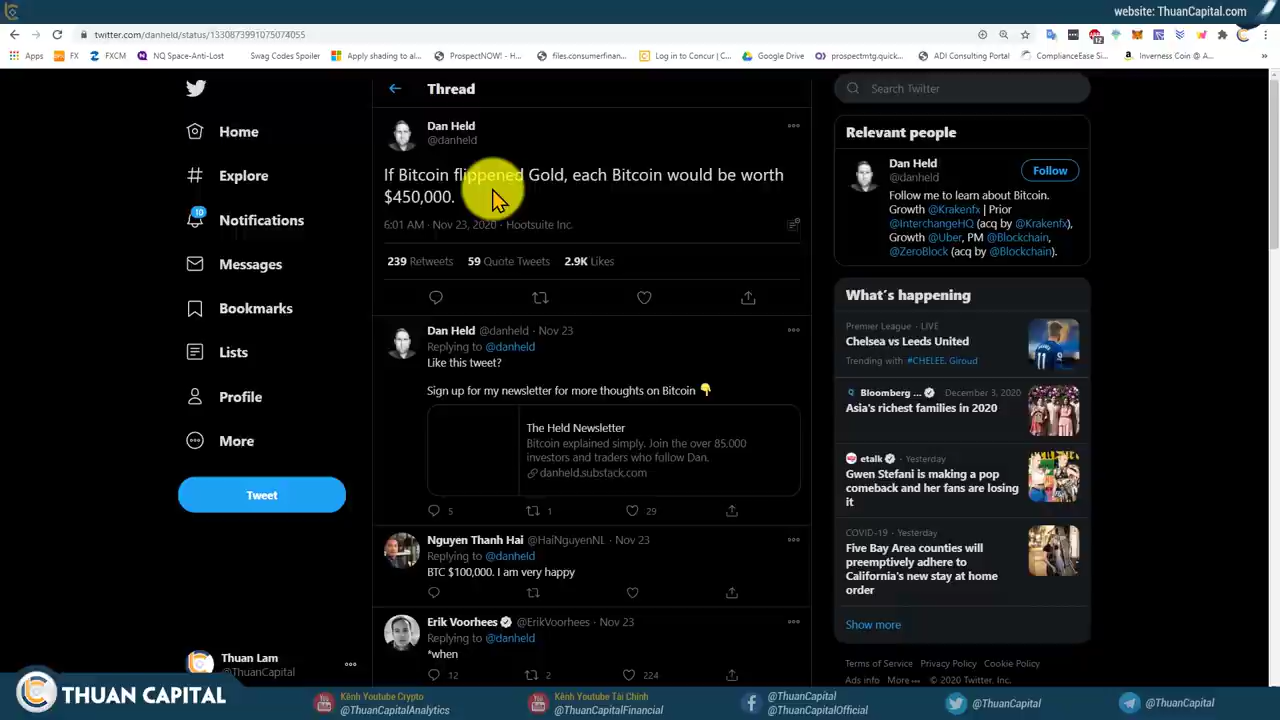 website: ThuanCapital.com
twitter.com/danheld/status/1330873991075074055
12
Apps
FX
FXCM
NQ Space-Anti-Lost
Swag Codes Spoiler
Apply shading to al...
ProspectNOW! - H...
files.consumerfinan...
Log in to Concur | C...
Google Drive
prospectmtg.quick...
ADI Consulting Portal
ComplianceEase Si...
Inverness Coin @ A...
Home
Explore
10
Notifications
Messages
Bookmarks
Lists
Profile
More
Tweet
Thuan Lam
@ThuanCapital
Thread
Dan Held
@danheld
If Bitcoin flippened Gold, each Bitcoin would be worth
$450,000.
6:01 AM · Nov 23, 2020 · Hootsuite Inc.
239 Retweets 59 Quote Tweets 2.9K Likes
Dan Held @danheld · Nov 23
Replying to @danheld
Like this tweet?
Sign up for my newsletter for more thoughts on Bitcoin 👇
The Held Newsletter
Bitcoin explained simply. Join the over 85,000
investors and traders who follow Dan.
danheld.substack.com
5 1 29
Nguyen Thanh Hai @HaiNguyenNL · Nov 23
Replying to @danheld
BTC $100,000. I am very happy
Erik Voorhees @ErikVoorhees · Nov 23
Replying to @danheld
*when
12 2 224
Search Twitter
Relevant people
Dan Held
@danheld
Follow
Follow me to learn about Bitcoin.
Growth @Krakenfx | Prior
@InterchangeHQ (acq by @Krakenfx),
Growth @Uber, PM @Blockchain,
@ZeroBlock (acq by @Blockchain).
What's happening
Premier League · LIVE
Chelsea vs Leeds United
Trending with #CHELEE, Giroud
Bloomberg ... December 3, 2020
Asia's richest families in 2020
etalk · Yesterday
Gwen Stefani is making a pop
comeback and her fans are losing
it
COVID-19 · Yesterday
Five Bay Area counties will
preemptively adhere to
California's new stay at home
order
Show more
Terms of Service Privacy Policy Cookie Policy
Ads info More ··· © 2020 Twitter, Inc.
THUAN CAPITAL
Kênh Youtube Crypto
@ThuanCapitalAnalytics
Kênh Youtube Tài Chính
@ThuanCapitalFinancial
@ThuanCapital
@ThuanCapitalOfficial
@ThuanCapital
@ThuanCapital